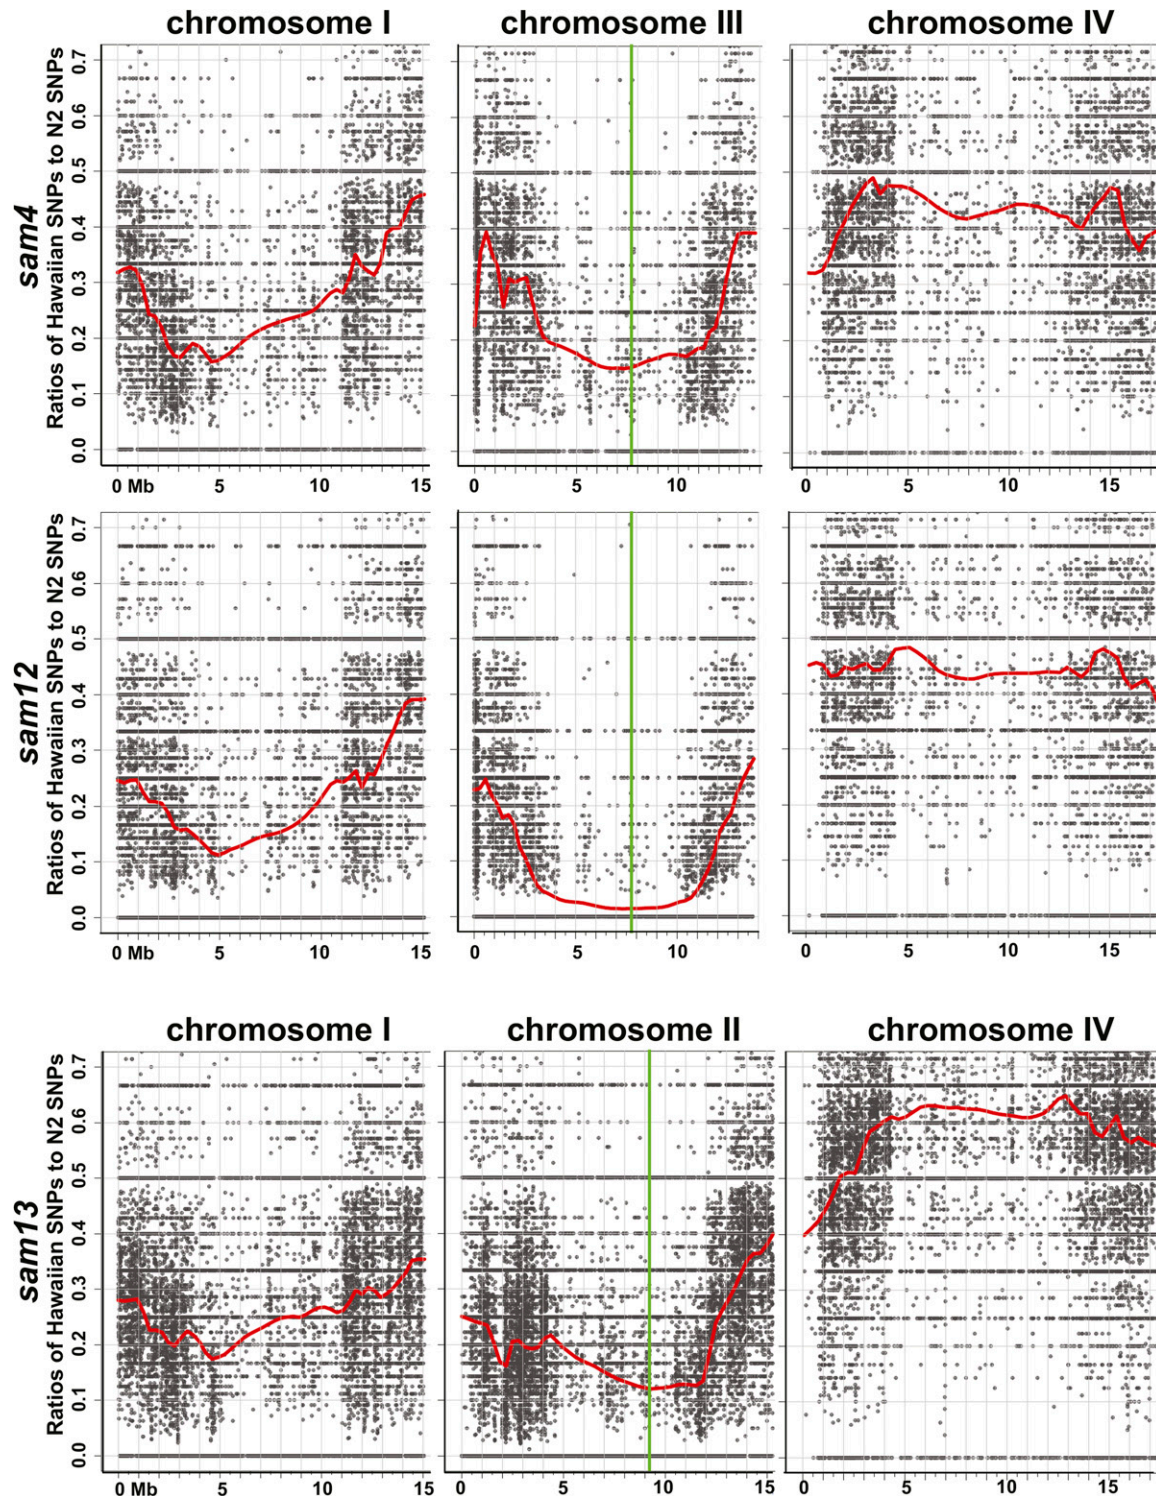 chromosome I chromosome III chromosome IV
sam4
Ratios of Hawaiian SNPs to N2 SNPs
0.7
0.6
0.5
0.4
0.3
0.2
0.1
0.0
0 Mb 5 10 15 0 5 10 0 5 10 15
sam12
Ratios of Hawaiian SNPs to N2 SNPs
0.7
0.6
0.5
0.4
0.3
0.2
0.1
0.0
0 Mb 5 10 15 0 5 10 0 5 10 15
chromosome I chromosome II chromosome IV
sam13
Ratios of Hawaiian SNPs to N2 SNPs
0.7
0.6
0.5
0.4
0.3
0.2
0.1
0.0
0 Mb 5 10 15 0 5 10 15 0 5 10 15